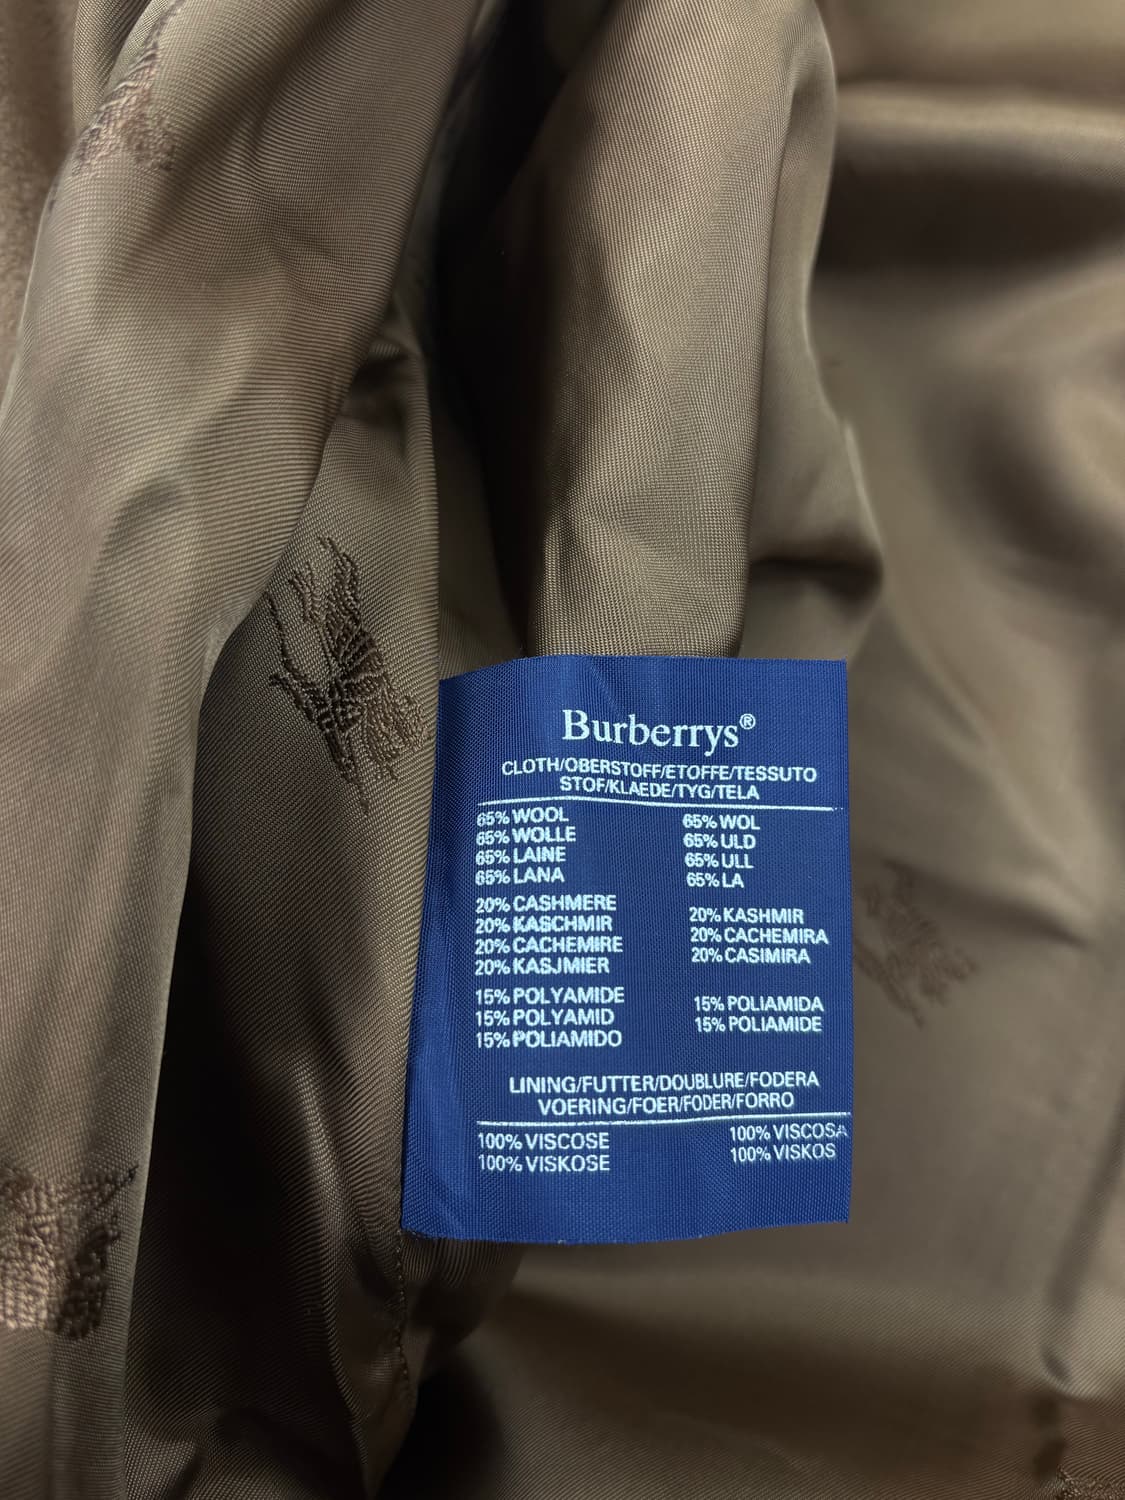 Burberrys®
CLOTH/OBERSTOFF/ETOFFE/TESSUTO
STOF/KLAEDE/TYG/TELA
65% WOOL
65% WOLLE
65% LAINE
65% LANA
65% WOL
65% ULD
65% ULL
65% LA
20% CASHMERE
20% KASCHMIR
20% CACHEMIRE
20% KASJMIER
20% KASHMIR
20% CACHEMIRA
20% CASIMIRA
15% POLYAMIDE
15% POLYAMID
15% POLIAMIDO
15% POLIAMIDA
15% POLIAMIDE
LINING/FUTTER/DOUBLURE/FODERA
VOERING/FOER/FODER/FORRO
100% VISCOSE
100% VISKOSE
100% VISCOSA
100% VISKOS